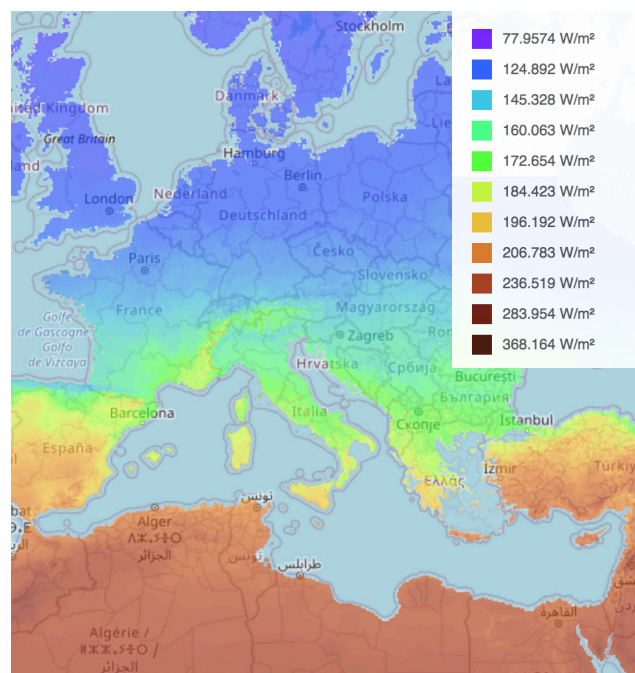 Stockholm
Danmark
United Kingdom
Great Britain
Hamburg
London
Nederland
Berlin
Polska
Deutschland
Paris
Česko
Slovensko
France
Magyarország
Golfe
de Gascogne /
Golfo
de Vizcaya
Zagreb
Hrvatska
Србија
București
България
Barcelona
Italia
Скопје
İstanbul
España
Ελλάς
İzmir
Türkiye
تونس
Alger
ⴷⵣⴰⵢⴻⵔ
الجزائر
تونس
طرابلس
القاهرة
Algérie /
الجزائر
77.9574 W/m²
124.892 W/m²
145.328 W/m²
160.063 W/m²
172.654 W/m²
184.423 W/m²
196.192 W/m²
206.783 W/m²
236.519 W/m²
283.954 W/m²
368.164 W/m²